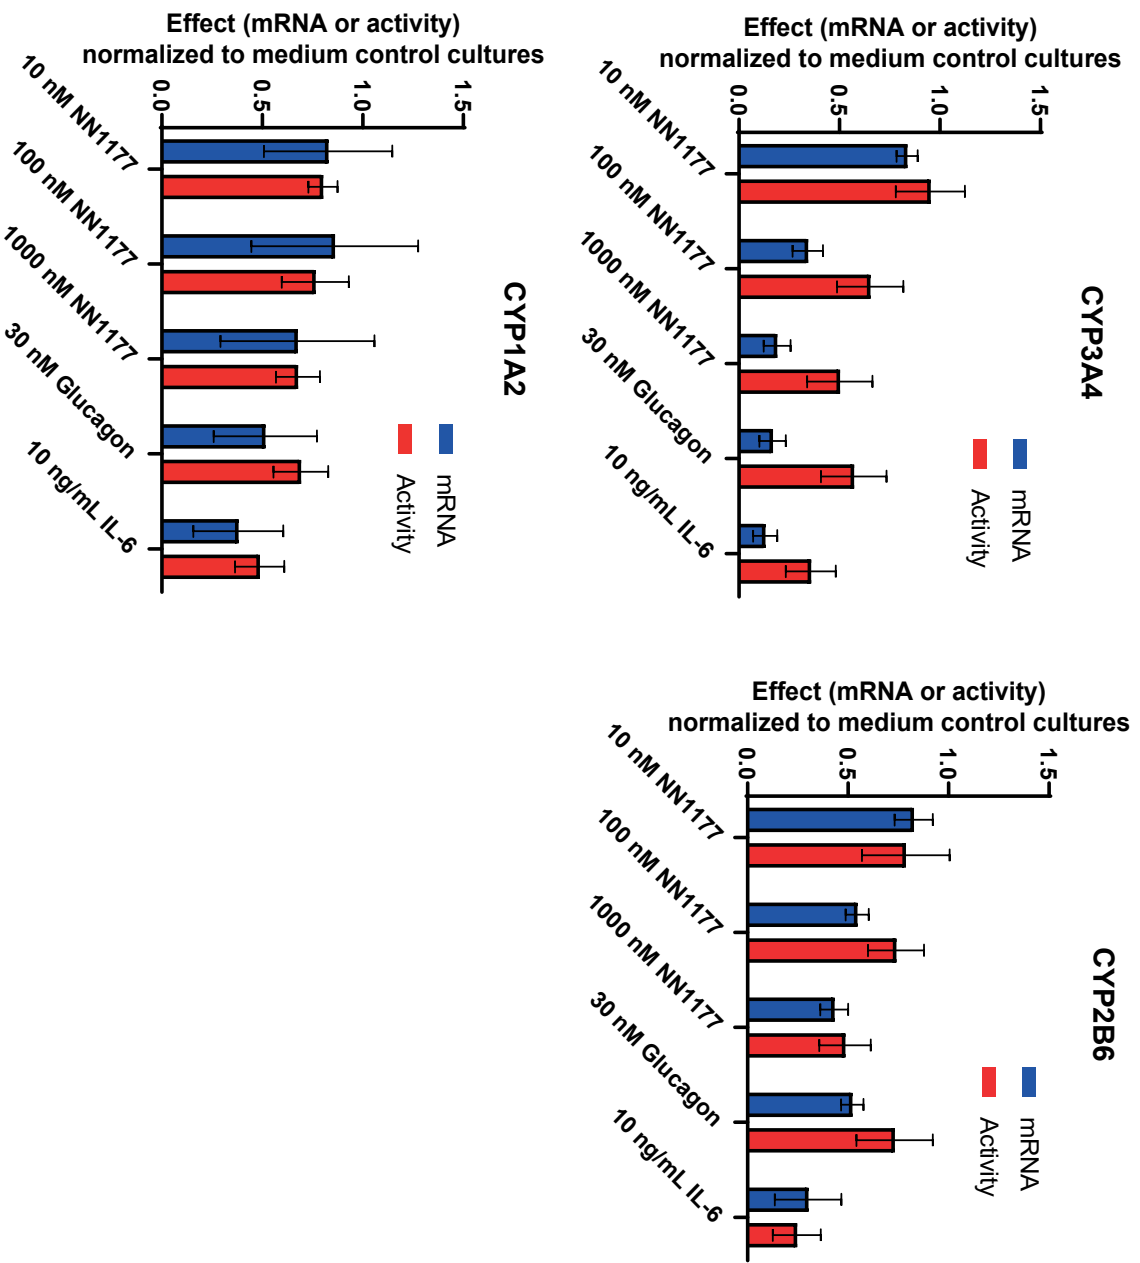 CYP3A4
Effect (mRNA or activity)
normalized to medium control cultures
1.5
1.0
0.5
0.0
mRNA
Activity
10 nM NN1177
100 nM NN1177
1000 nM NN1177
30 nM Glucagon
10 ng/mL IL-6
CYP2B6
Effect (mRNA or activity)
normalized to medium control cultures
1.5
1.0
0.5
0.0
mRNA
Activity
10 nM NN1177
100 nM NN1177
1000 nM NN1177
30 nM Glucagon
10 ng/mL IL-6
CYP1A2
Effect (mRNA or activity)
normalized to medium control cultures
1.5
1.0
0.5
0.0
mRNA
Activity
10 nM NN1177
100 nM NN1177
1000 nM NN1177
30 nM Glucagon
10 ng/mL IL-6